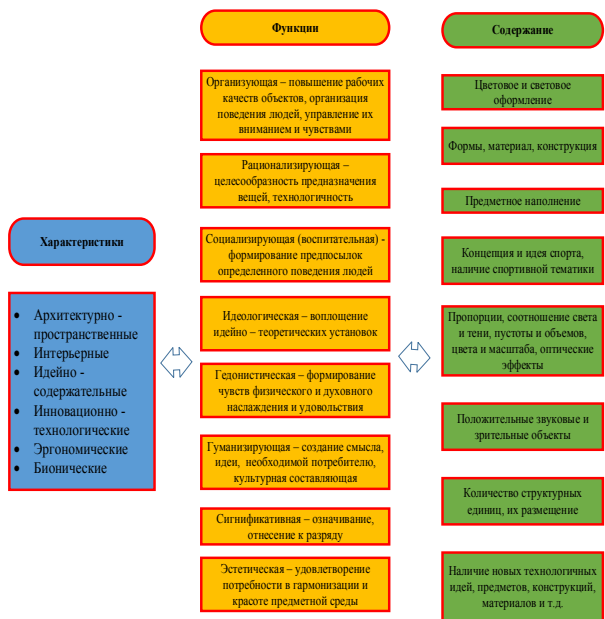 Характеристики
• Архитектурно -
пространственные
• Интерьерные
• Идейно -
содержательные
• Инновационно -
технологические
• Эргономические
• Бионические
Функции
Организующая – повышение рабочих
качеств объектов, организация
поведения людей, управление их
вниманием и чувствами
Рационализирующая –
целесообразность предназначения
вещей, технологичность
Социализирующая (воспитательная) -
формирование предпосылок
определенного поведения людей
Идеологическая – воплощение
идейно – теоретических установок
Гедонистическая – формирование
чувств физического и духовного
наслаждения и удовольствия
Гуманизирующая – создание смысла,
идеи, необходимой потребителю,
культурная составляющая
Сигнификативная – означивание,
отнесение к разряду
Эстетическая – удовлетворение
потребности в гармонизации и
красоте предметной среды
Содержание
Цветовое и световое
оформление
Формы, материал, конструкция
Предметное наполнение
Концепция и идея спорта,
наличие спортивной тематики
Пропорции, соотношение света
и тени, пустоты и объемов,
цвета и масштаба, оптические
эффекты
Положительные звуковые и
зрительные объекты
Количество структурных
единиц, их размещение
Наличие новых технологичных
идей, предметов, конструкций,
материалов и т.д.